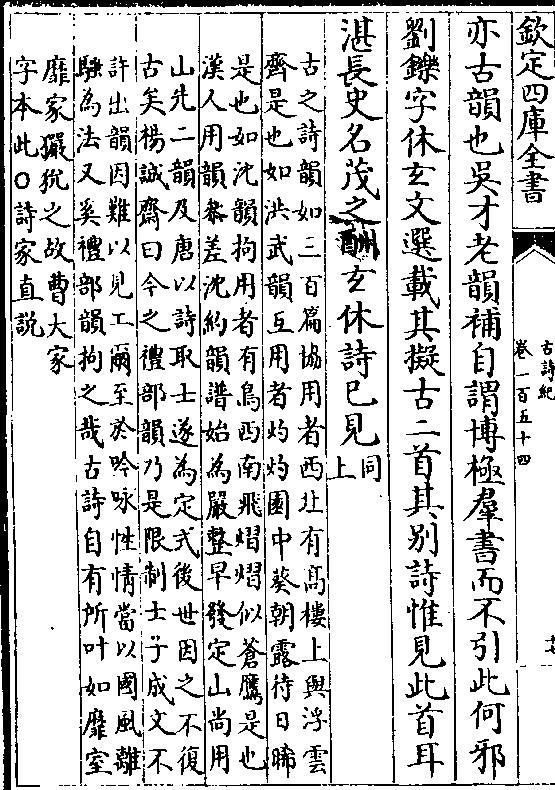 欽定四庫全書
古詩紀
卷一百五十四
亦古韻也吳才老韻補自謂博極羣書而不引此何邪
劉鑠字休玄文選載其擬古二首其别詩惟見此首耳
湛長史名茂之酬玄休詩已見同上
古之詩韻如三百篇協用者西北有高樓上與浮雲
齊是也如洪武韻互用者灼灼園中葵朝露待日晞
是也如沈韻拘用者有鳥西南飛熠熠似蒼鷹是也
漢人用韻參差沈約韻譜始為嚴整早發定山尚用
山先二韻及唐以詩取士遂為定式後世因之不復
古矣楊誠齋曰今之禮部韻乃是限制士子成文不
許出韻因難以見工爾至於吟咏性情當以國風離
騷為法又奚禮部韻拘之哉古詩自有所叶如靡室
靡家玁狁之故曹大家
字本此○詩家直說